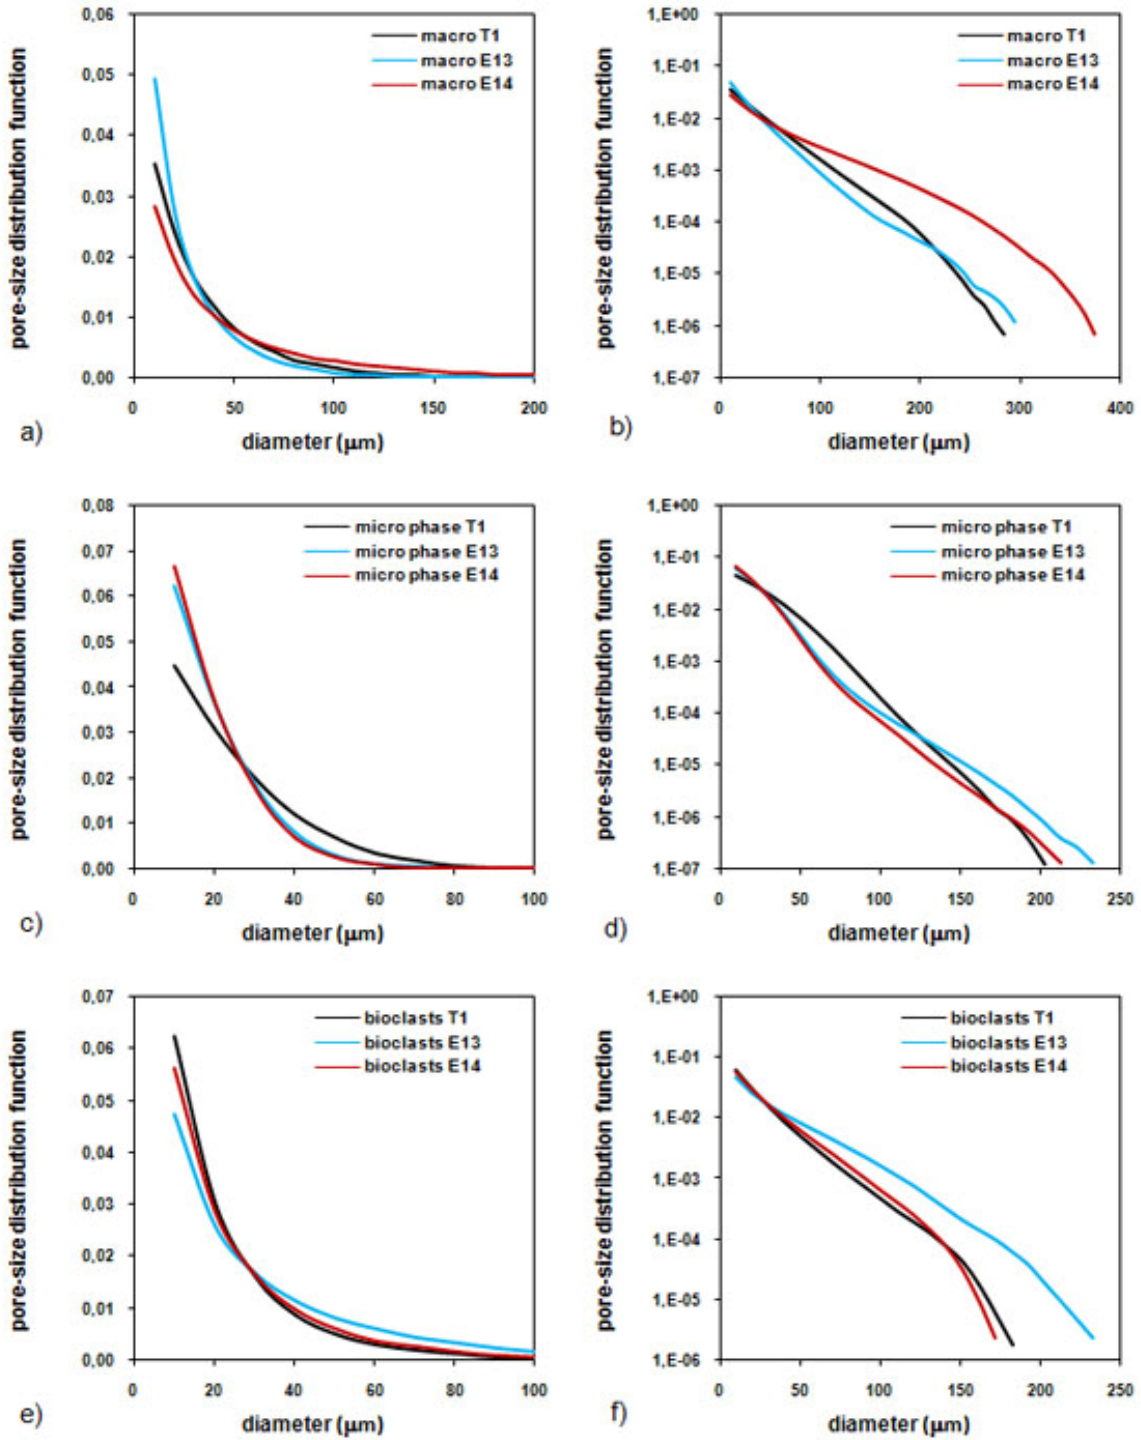 pore-size distribution function
0,06
0,05
0,04
0,03
0,02
0,01
0,00
macro T1
macro E13
macro E14
0 50 100 150 200
diameter (μm)
a)
pore-size distribution function
1,E+00
1,E-01
1,E-02
1,E-03
1,E-04
1,E-05
1,E-06
1,E-07
macro T1
macro E13
macro E14
0 100 200 300 400
diameter (μm)
b)
pore-size distribution function
0,08
0,07
0,06
0,05
0,04
0,03
0,02
0,01
0,00
micro phase T1
micro phase E13
micro phase E14
0 20 40 60 80 100
diameter (μm)
c)
pore-size distribution function
1,E+00
1,E-01
1,E-02
1,E-03
1,E-04
1,E-05
1,E-06
1,E-07
micro phase T1
micro phase E13
micro phase E14
0 50 100 150 200 250
diameter (μm)
d)
pore-size distribution function
0,07
0,06
0,05
0,04
0,03
0,02
0,01
0,00
bioclasts T1
bioclasts E13
bioclasts E14
0 20 40 60 80 100
diameter (μm)
e)
pore-size distribution function
1,E+00
1,E-01
1,E-02
1,E-03
1,E-04
1,E-05
1,E-06
bioclasts T1
bioclasts E13
bioclasts E14
0 50 100 150 200 250
diameter (μm)
f)